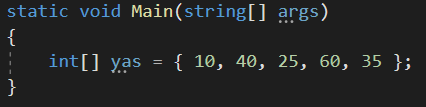 static void Main(string[] args)
{
    int[] yas = { 10, 40, 25, 60, 35 };
}